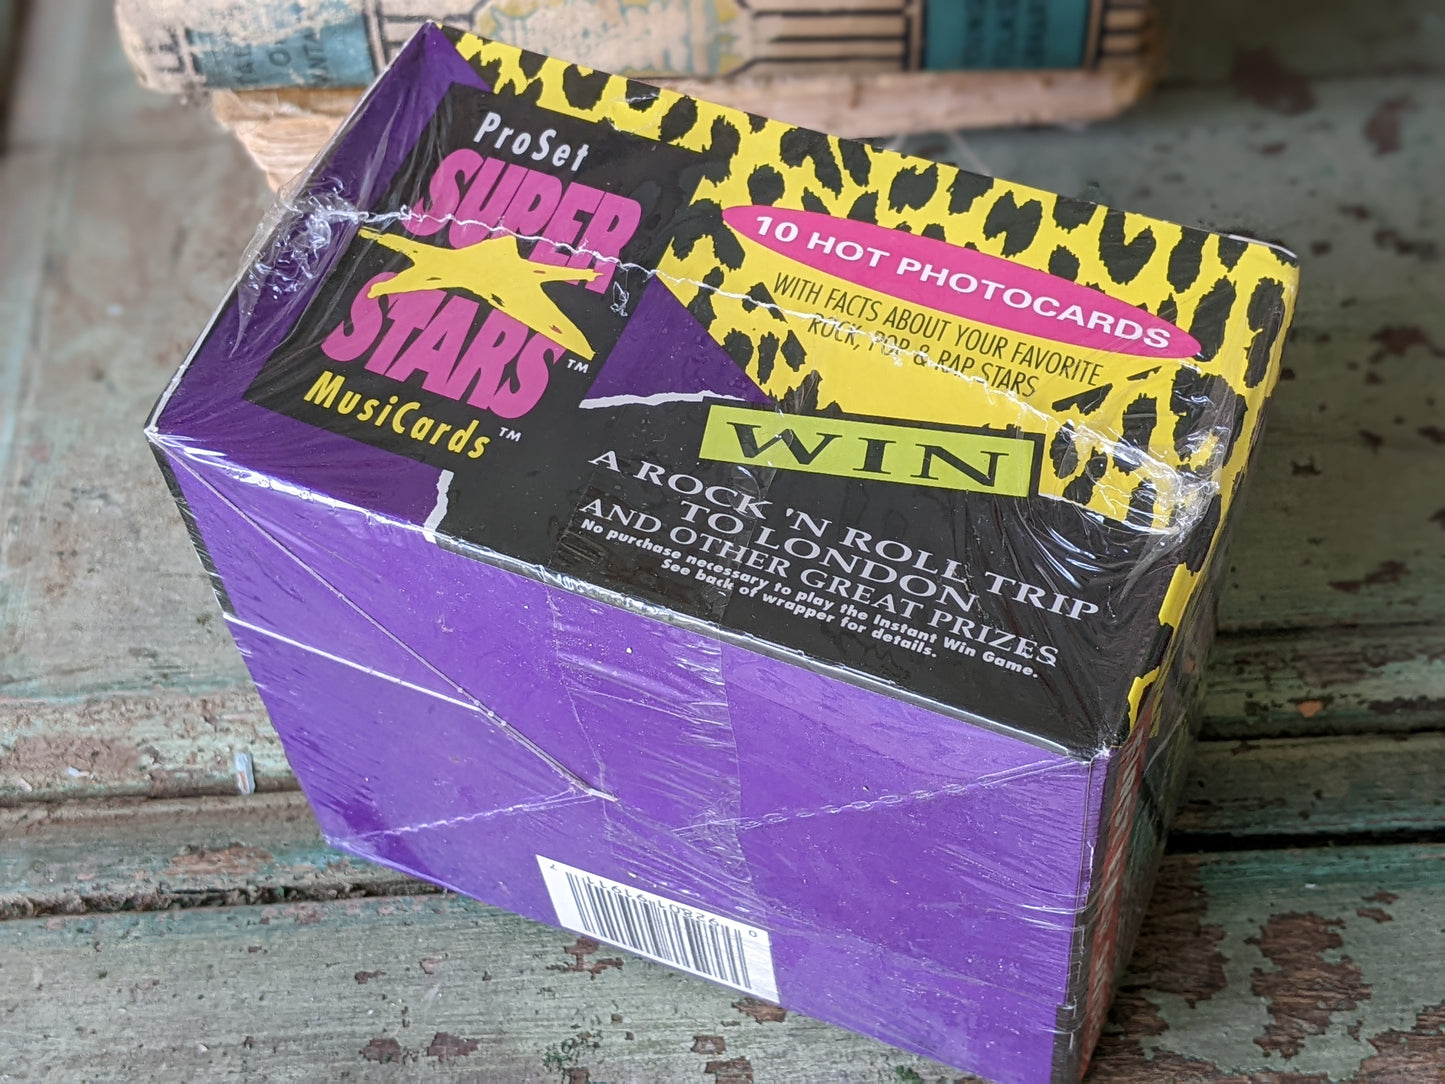 ProSet
SUPER
STARS™
MusiCards™
10 HOT PHOTOCARDS
WITH FACTS ABOUT YOUR FAVORITE
ROCK, POP & RAP STARS
WIN
A ROCK 'N ROLL TRIP
TO LONDON
AND OTHER GREAT PRIZES
No purchase necessary to play the Instant Win Game.
See back of wrapper for details.